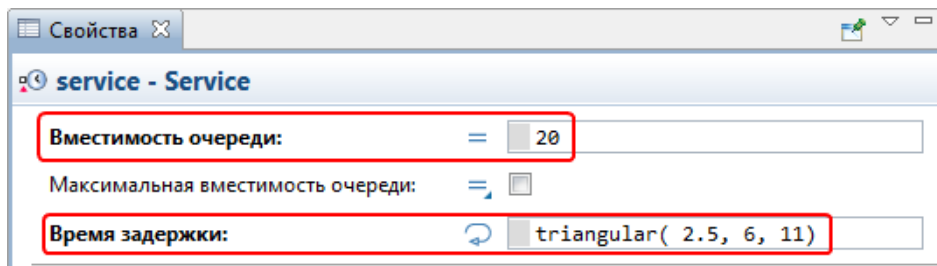 Свойства
service - Service
Вместимость очереди: = 20
Максимальная вместимость очереди: =
Время задержки: triangular( 2.5, 6, 11)